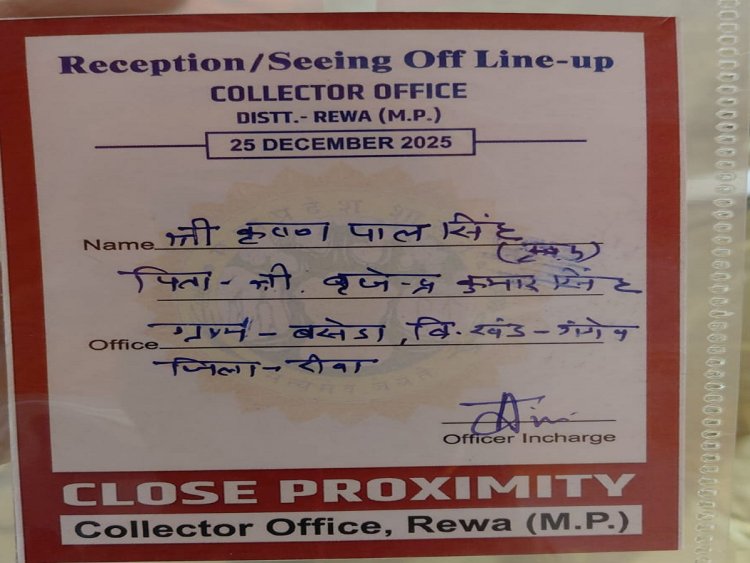 Reception/Seeing Off Line-up
COLLECTOR OFFICE
DISTT.- REWA (M.P.)
25 DECEMBER 2025
Name श्री कृष्ण पाल सिंह
(कृषक)
पिता - श्री. बृजेन्द्र कुमार सिंह
Office ग्राम - बसेडा, वि. खंड - गंगेव
जिला - रीवा
Officer Incharge
CLOSE PROXIMITY
Collector Office, Rewa (M.P.)